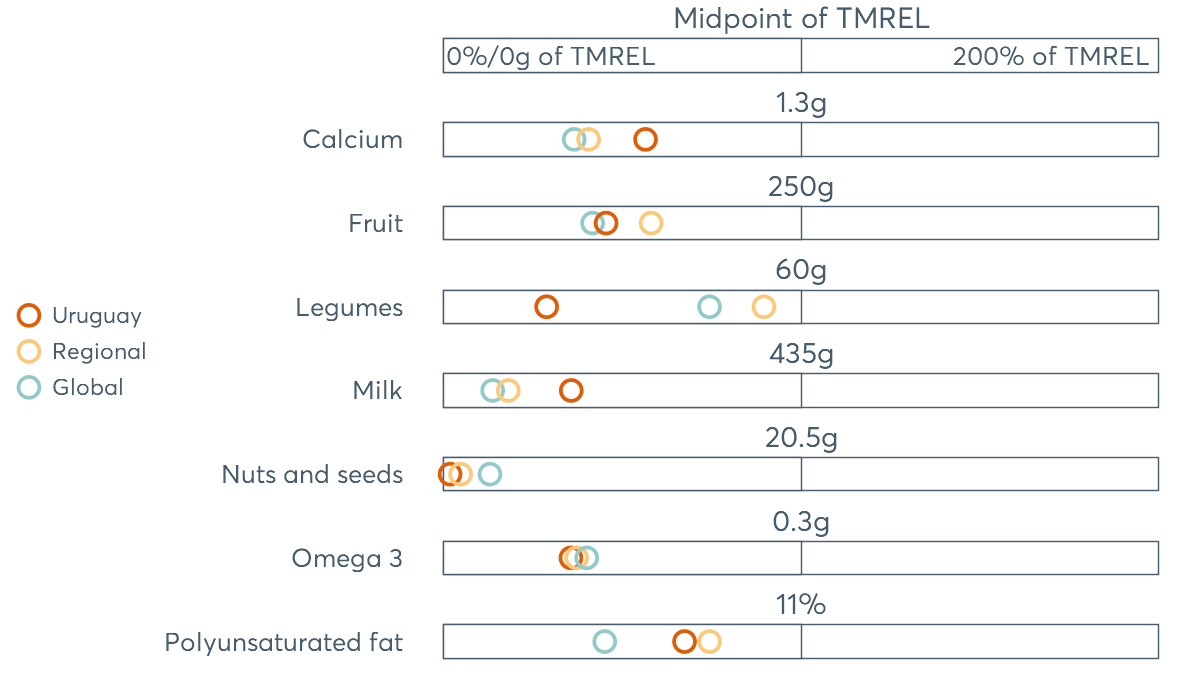 Midpoint of TMREL
0%/0g of TMREL 200% of TMREL
1.3g
Calcium
250g
Fruit
60g
Legumes
435g
Milk
20.5g
Nuts and seeds
0.3g
Omega 3
11%
Polyunsaturated fat
Uruguay
Regional
Global